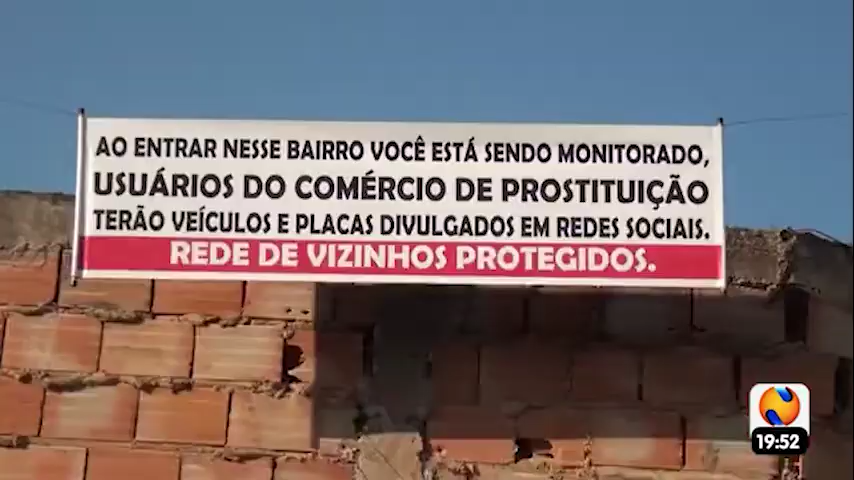 AO ENTRAR NESSE BAIRRO VOCÊ ESTÁ SENDO MONITORADO,
USUÁRIOS DO COMÉRCIO DE PROSTITUIÇÃO
TERÃO VEÍCULOS E PLACAS DIVULGADOS EM REDES SOCIAIS.
REDE DE VIZINHOS PROTEGIDOS.
19:52